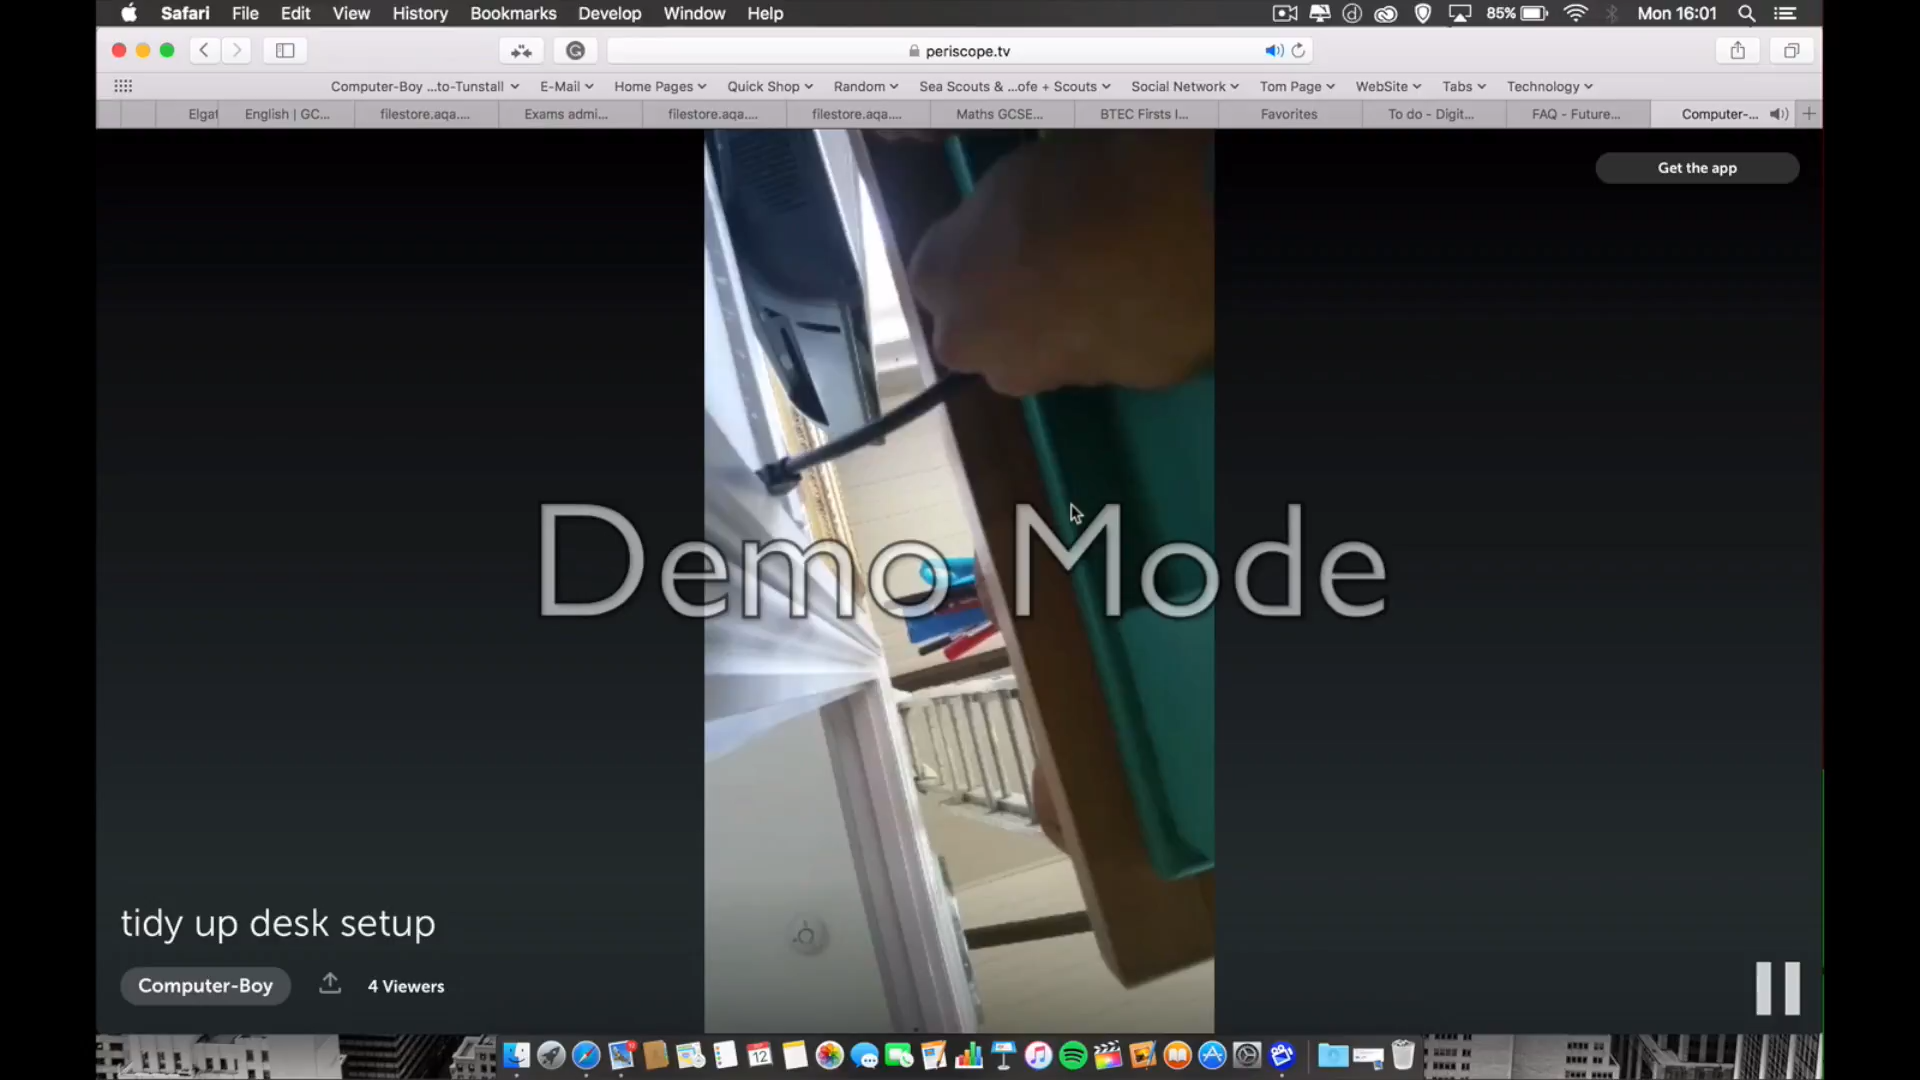 Safari File Edit View History Bookmarks Develop Window Help 85% Mon 16:01
periscope.tv
Computer-Boy ...to-Tunstall E-Mail Home Pages Quick Shop Random Sea Scouts & ...ofe + Scouts Social Network Tom Page WebSite Tabs Technology
Elgat English | GC... filestore.aqa.... Exams admi... filestore.aqa.... filestore.aqa.... Maths GCSE... BTEC Firsts I... Favorites To do - Digit... FAQ - Future... Computer-...
Get the app
Demo Mode
tidy up desk setup
Computer-Boy 4 Viewers
12